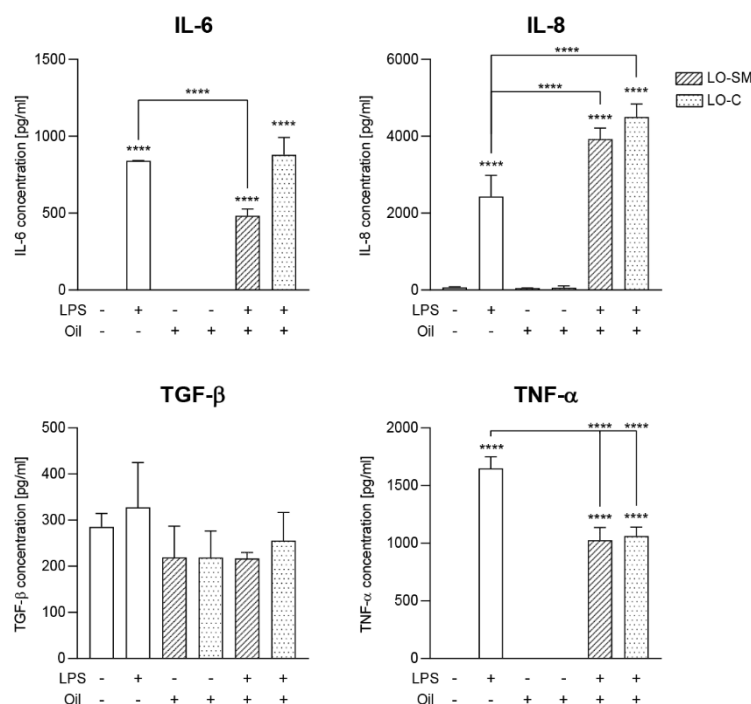 IL-6
IL-8
1500
1000
500
0
IL-6 concentration [pg/ml]
****
****
****
****
LPS - + - - + +
Oil - - + + + +
6000
4000
2000
0
IL-8 concentration [pg/ml]
****
****
****
****
****
LPS - + - - + +
Oil - - + + + +
LO-SM
LO-C
TGF-β
TNF-α
500
400
300
200
100
0
TGF-β concentration [pg/ml]
LPS - + - - + +
Oil - - + + + +
2000
1500
1000
500
0
TNF-α concentration [pg/ml]
**** ****
****
**** ****
LPS - + - - + +
Oil - - + + + +